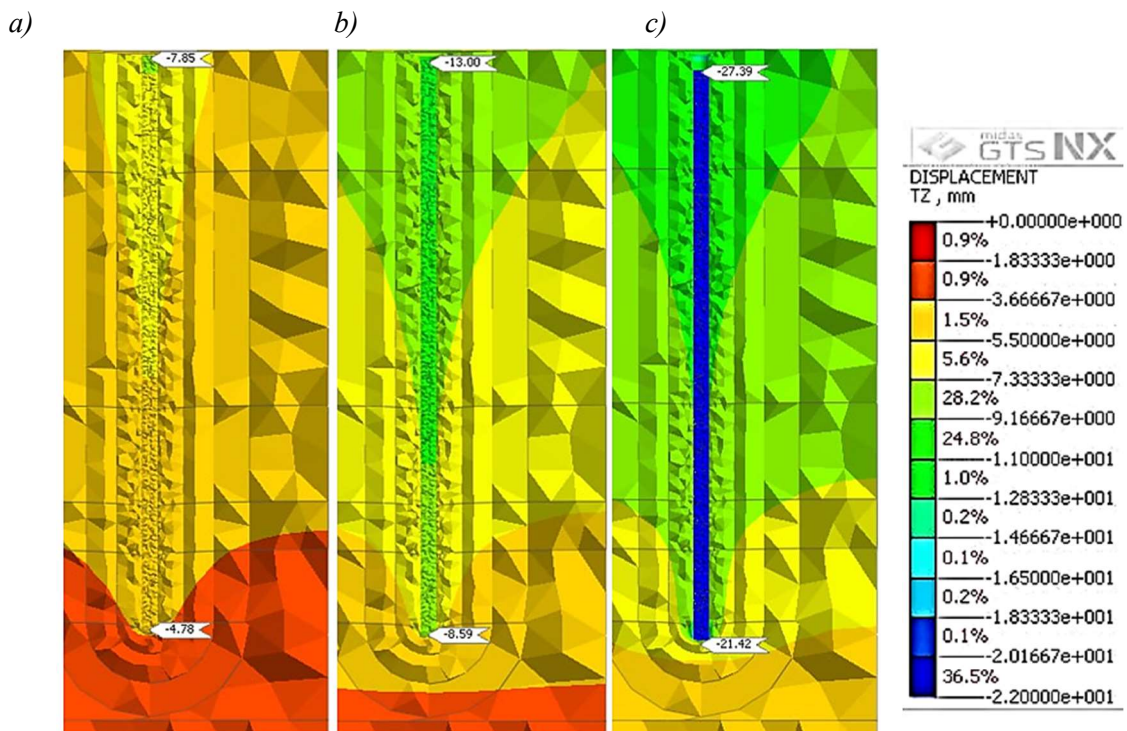 a)
b)
c)
-7.85
-13.00
-27.39
-4.78
-8.59
-21.42
midas
GTS NX
DISPLACEMENT
TZ , mm
+0.00000e+000
0.9%
-1.83333e+000
0.9%
-3.66667e+000
1.5%
-5.50000e+000
5.6%
-7.33333e+000
28.2%
-9.16667e+000
24.8%
-1.10000e+001
1.0%
-1.28333e+001
0.2%
-1.46667e+001
0.1%
-1.65000e+001
0.2%
-1.83333e+001
0.1%
-2.01667e+001
36.5%
-2.20000e+001